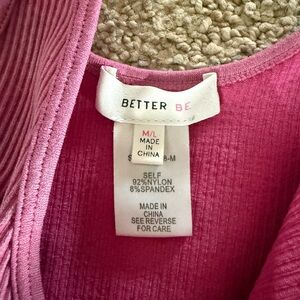 BETTER BE
M/L
MADE
IN
CHINA
SELF
92%NYLON
8%SPANDEX
MADE IN
CHINA
SEE REVERSE
FOR CARE